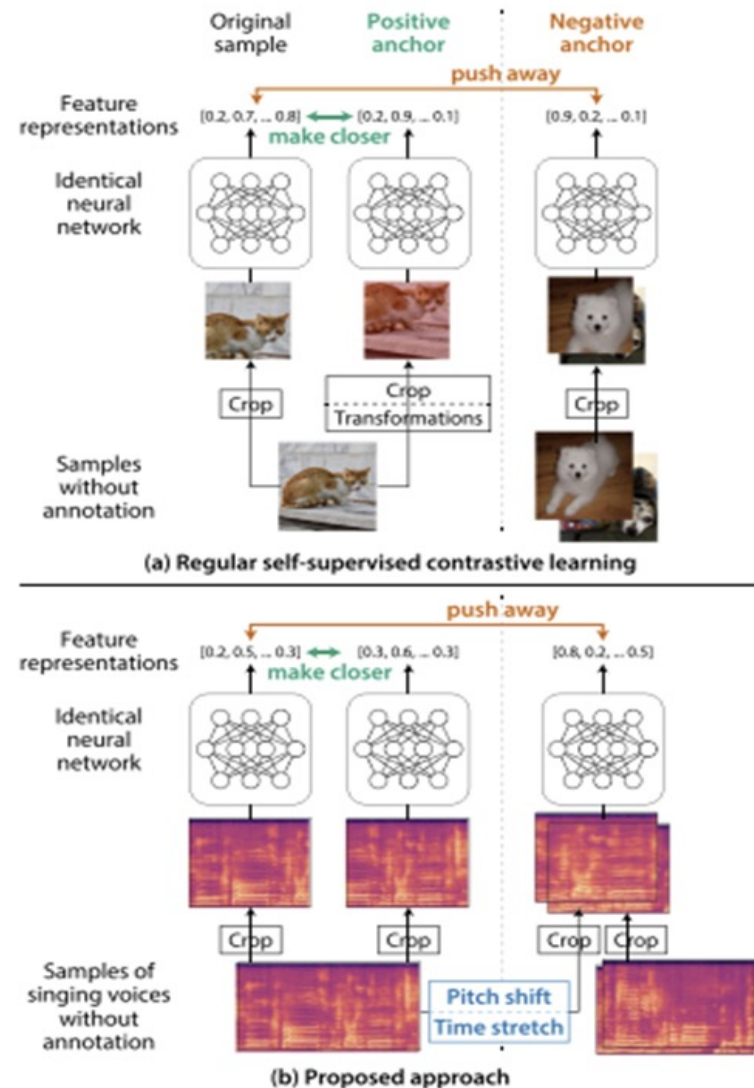 Original sample
Positive anchor
Negative anchor
push away
Feature representations
[0.2, 0.7, ... 0.8]
[0.2, 0.9, ... 0.1]
[0.9, 0.2, ... 0.1]
make closer
Identical neural network
Crop
Crop
Transformations
Crop
Samples without annotation
(a) Regular self-supervised contrastive learning
push away
Feature representations
[0.2, 0.5, ... 0.3]
[0.3, 0.6, ... 0.3]
[0.8, 0.2, ... 0.5]
make closer
Identical neural network
Crop
Crop
Crop
Crop
Samples of singing voices without annotation
Pitch shift
Time stretch
(b) Proposed approach